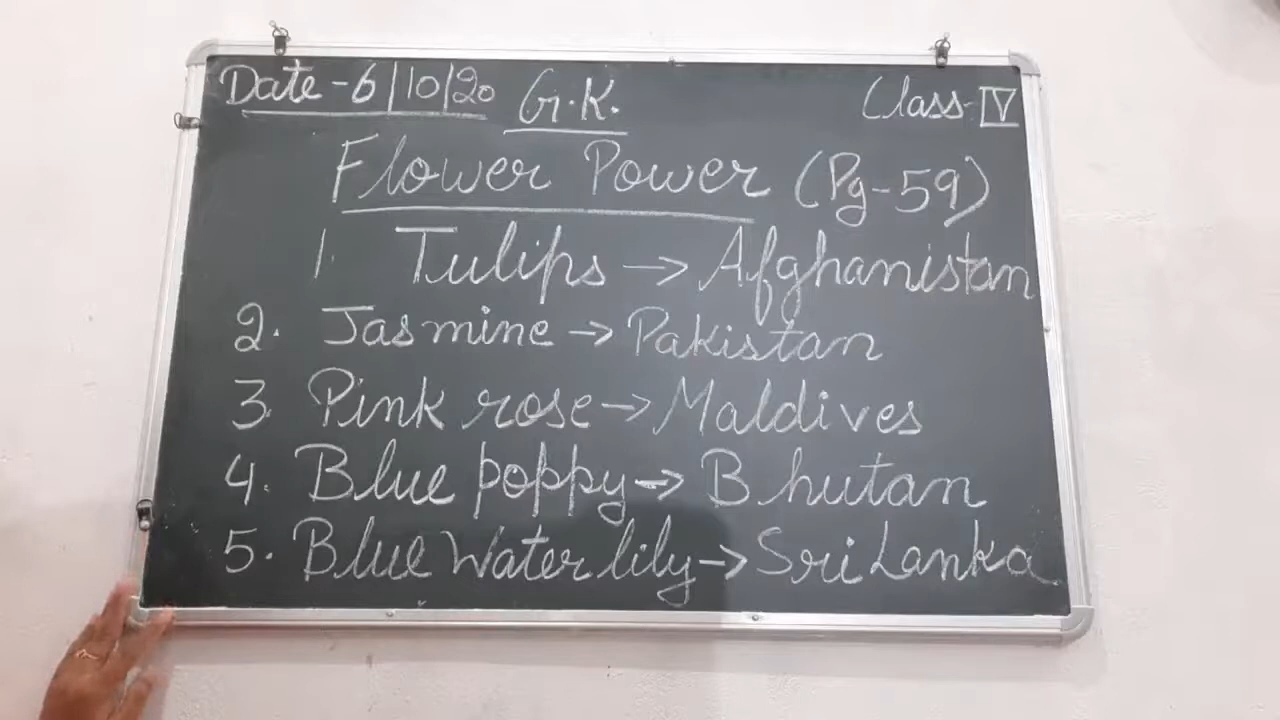 Date-6/10/20 G.K. Class-IV
Flower Power (Pg-59)
1. Tulips → Afghanistan
2. Jasmine → Pakistan
3. Pink rose → Maldives
4. Blue poppy → Bhutan
5. Blue Water lily → Sri Lanka